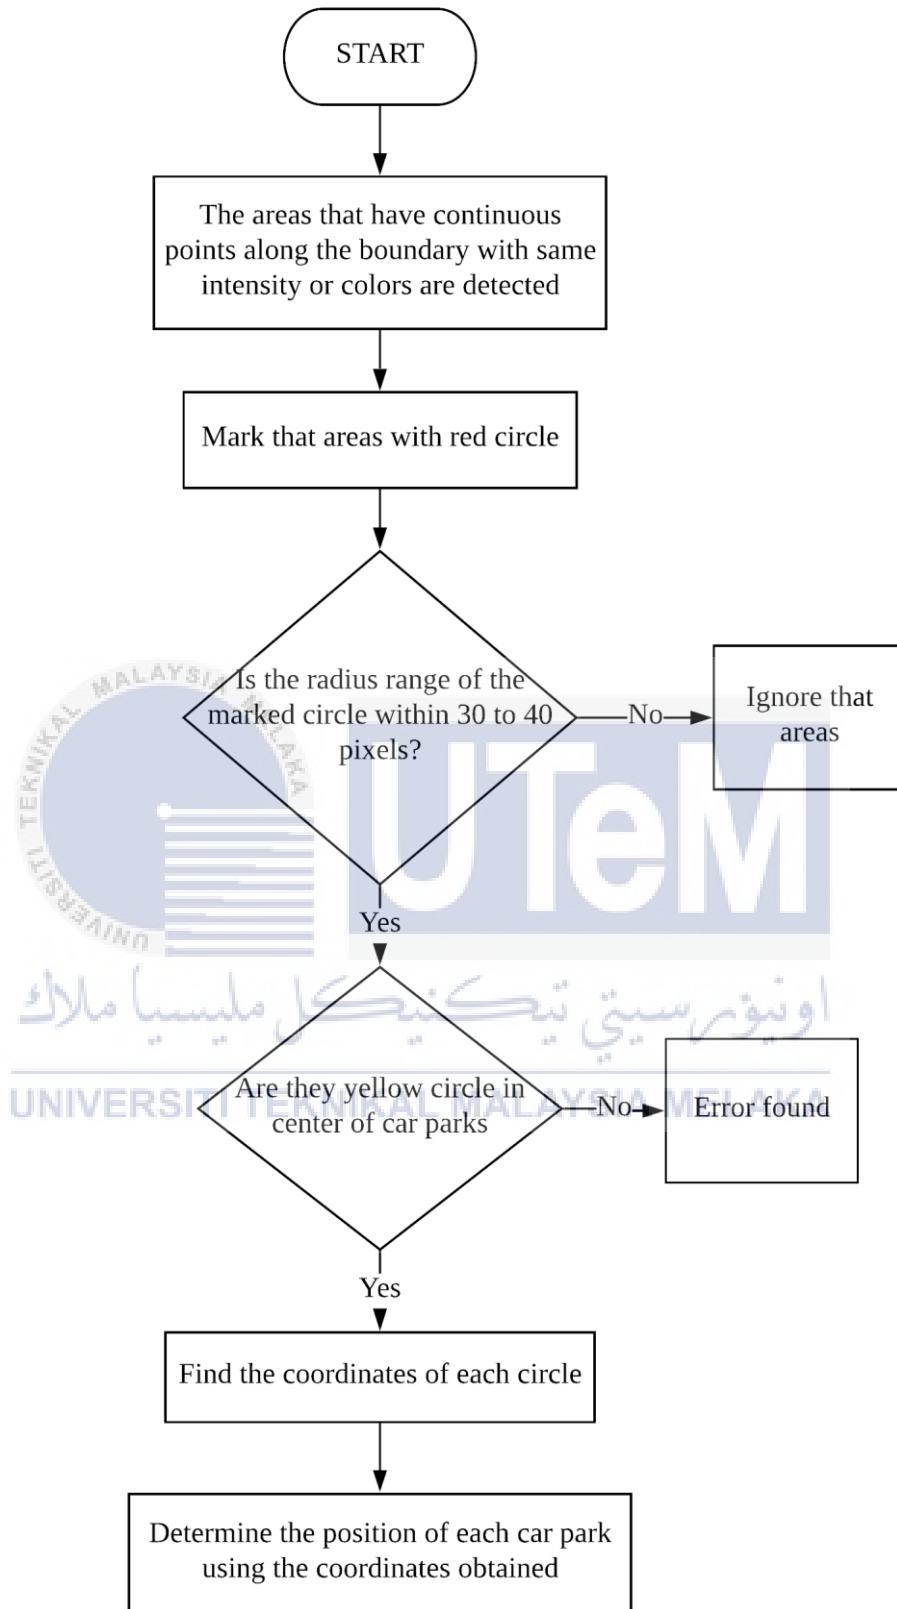 START
The areas that have continuous
points along the boundary with same
intensity or colors are detected
Mark that areas with red circle
Is the radius range of the
marked circle within 30 to 40
pixels?
No
Ignore that
areas
UNIVERSITI TEKNIKAL MALAYSIA MELAKA
UTeM
Yes
اونيۏرسيتي تيكنيكل مليسيا ملاك
UNIVERSITI TEKNIKAL MALAYSIA MELAKA
Are they yellow circle in
center of car parks
No
Error found
Yes
Find the coordinates of each circle
Determine the position of each car park
using the coordinates obtained